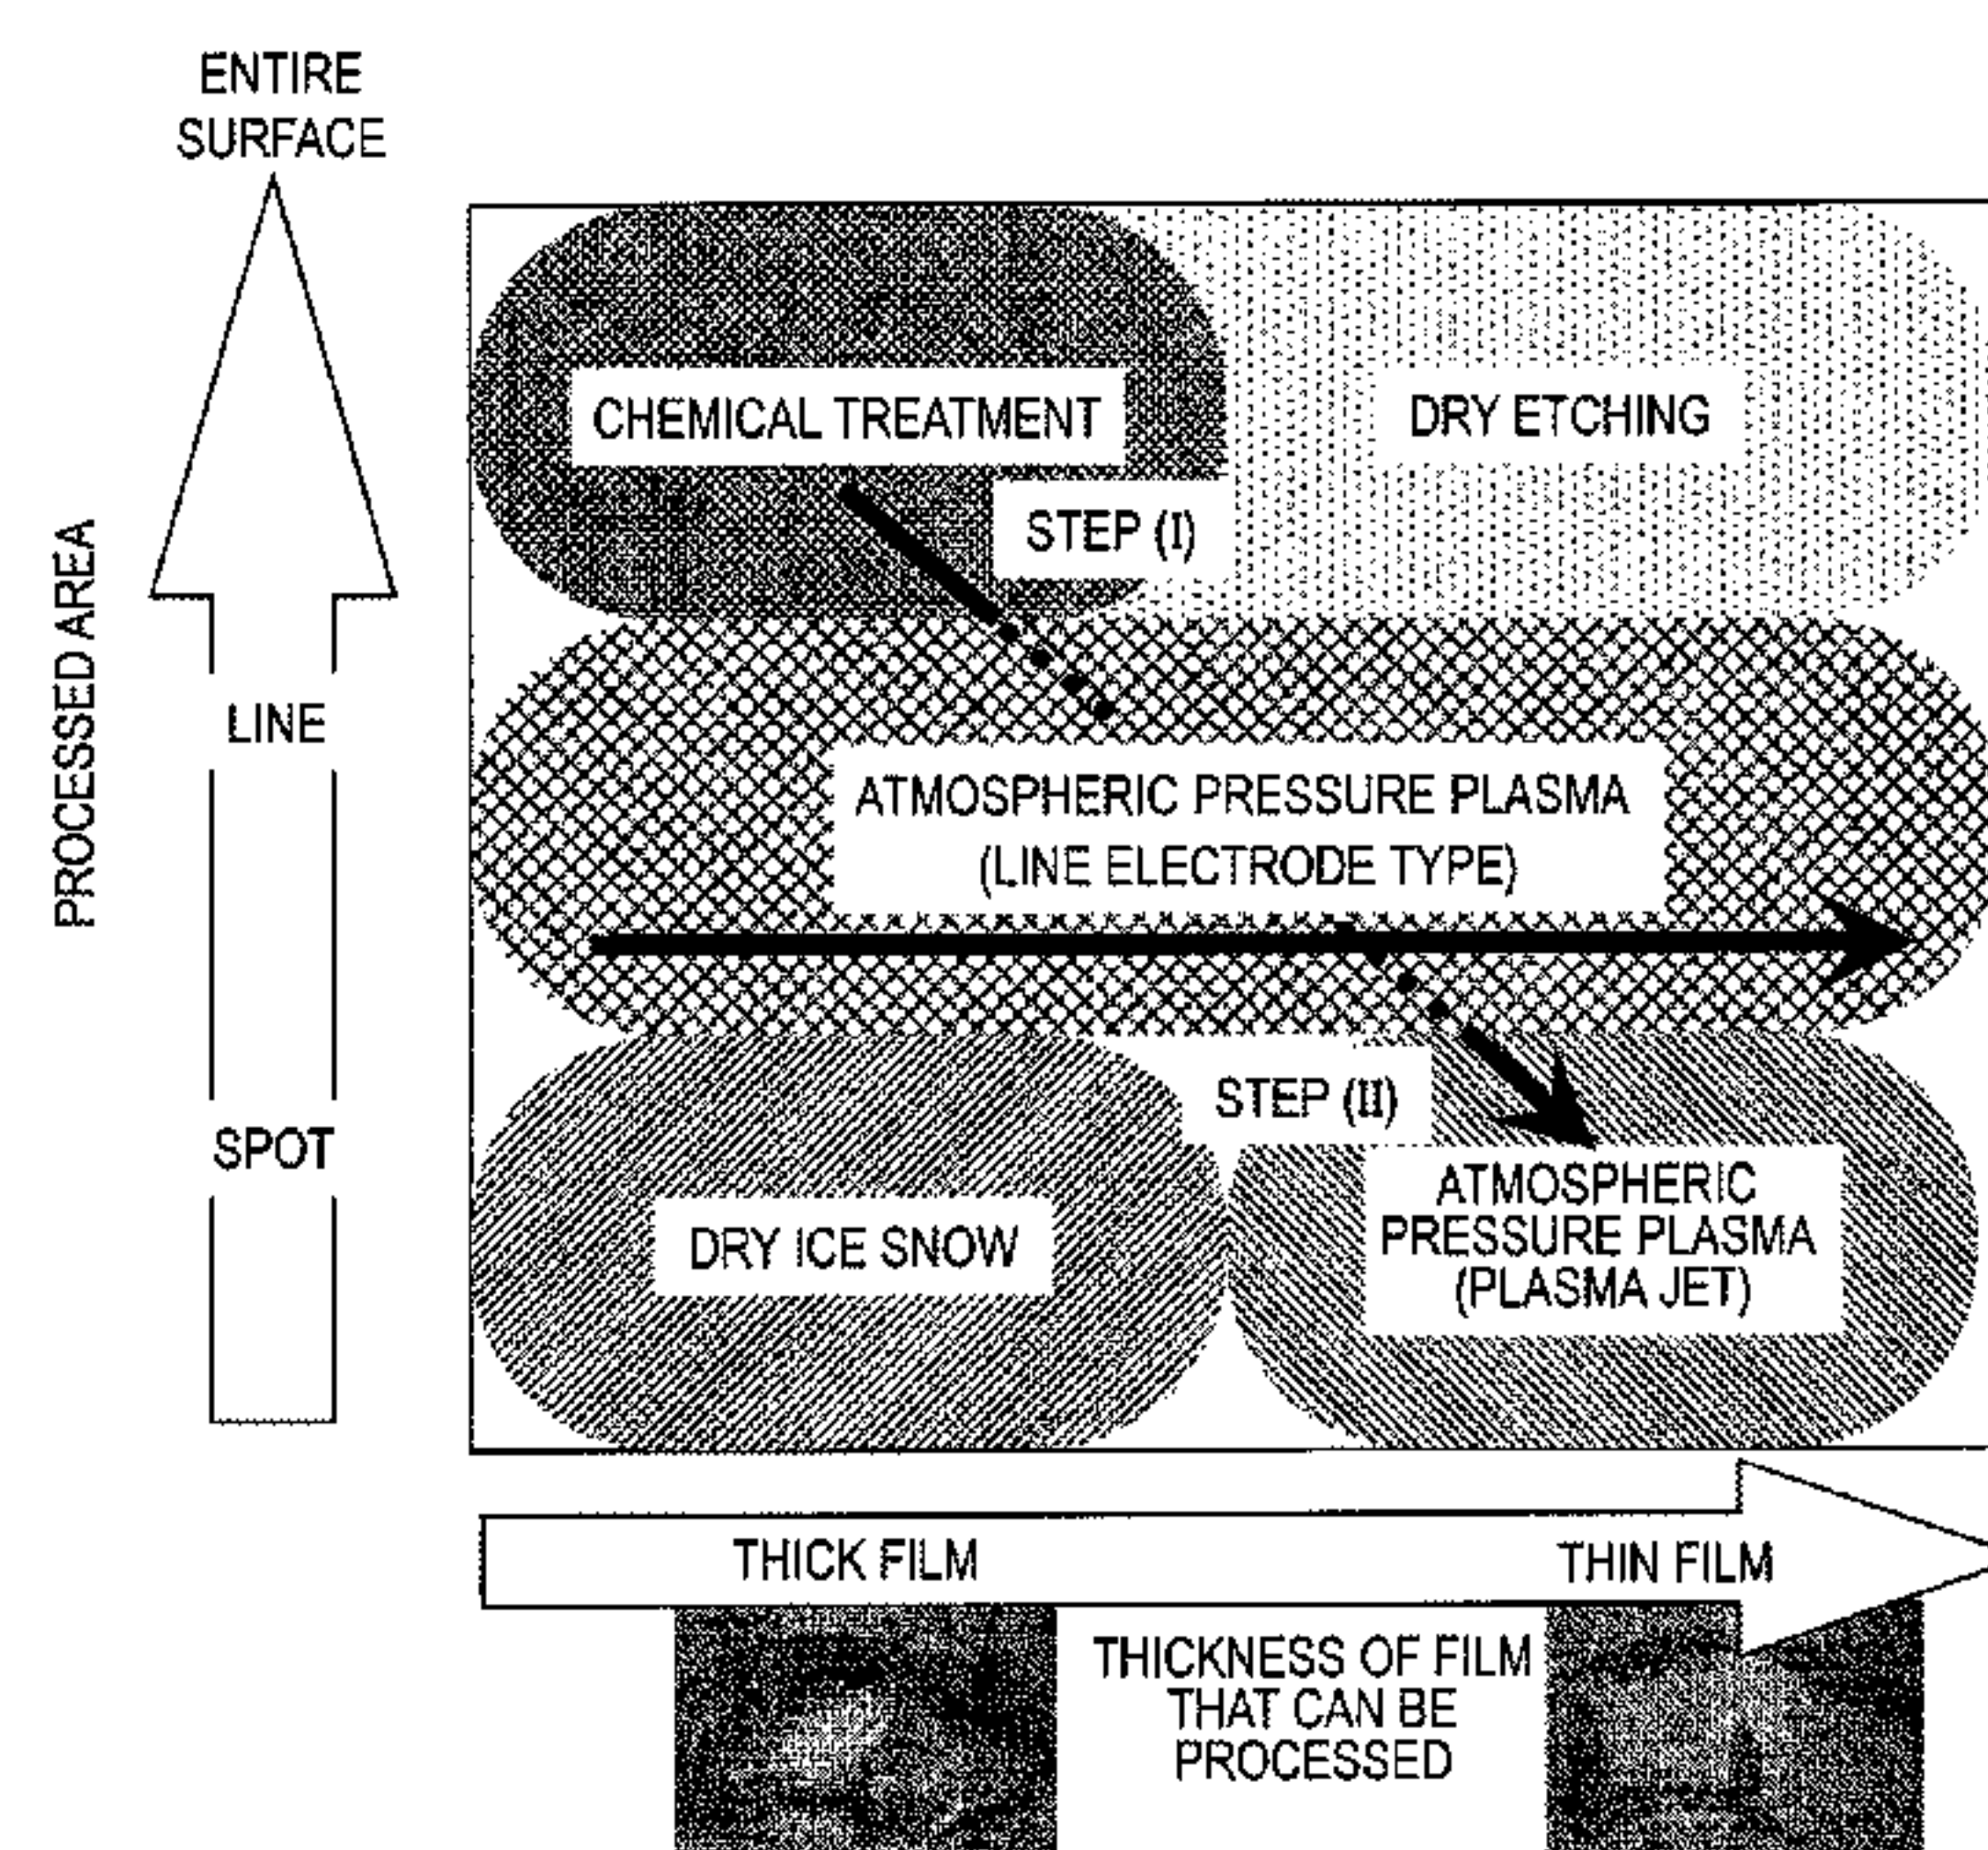 ENTIRE
SURFACE
PROCESSED AREA
LINE
SPOT
CHEMICAL TREATMENT
DRY ETCHING
STEP (I)
ATMOSPHERIC PRESSURE PLASMA
(LINE ELECTRODE TYPE)
STEP (II)
DRY ICE SNOW
ATMOSPHERIC
PRESSURE PLASMA
(PLASMA JET)
THICK FILM
THIN FILM
THICKNESS OF FILM
THAT CAN BE
PROCESSED